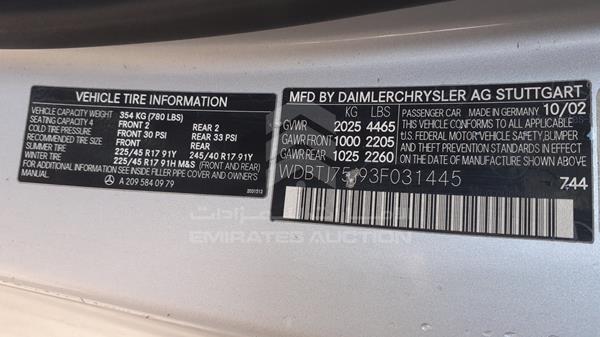 VEHICLE TIRE INFORMATION
VEHICLE CAPACITY WEIGHT 354 KG (780 LBS)
SEATING CAPACITY 4 FRONT 2 REAR 2
COLD TIRE PRESSURE FRONT 30 PSI REAR 33 PSI
RECOMMENDED TIRE SIZE FRONT REAR
SUMMER TIRE 225/45 R17 91Y 245/40 R17 91Y
WINTER TIRE 225/45 R17 91H M&S (FRONT AND REAR)
SEE INSTRUCTIONS ON INSIDE FILLER PIPE COVER AND OWNERS
MANUAL.
A 209 584 09 79
MFD BY DAIMLERCHRYSLER AG STUTTGART
PASSENGER CAR MADE IN GERMANY 10/02
KG LBS
GVWR 2025 4465
GAWR FRONT 1000 2205
GAWR REAR 1025 2260
THIS VEHICLE CONFORMS TO ALL APPLICABLE
U.S. FEDERAL MOTOR VEHICLE SAFETY, BUMPER
AND THEFT PREVENTION STANDARDS IN
EFFECT ON THE DATE OF
MANUFACTURE SHOWN ABOVE.
WDBTJ75J93F031445
744
الإمارات للمزادات
EMIRATES AUCTION